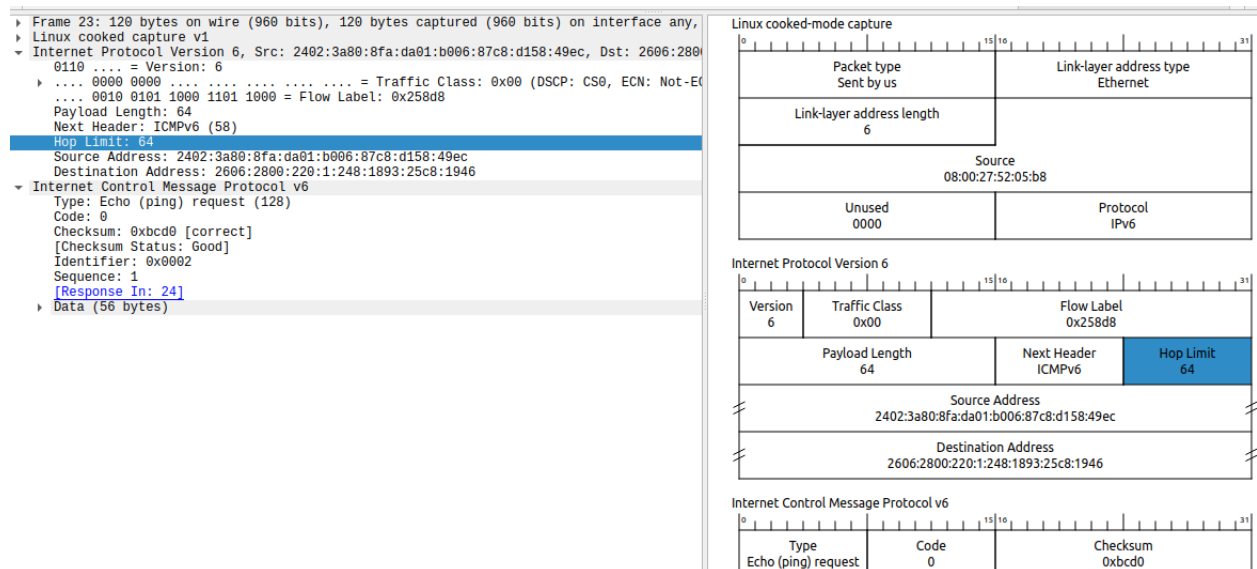 Frame 23: 120 bytes on wire (960 bits), 120 bytes captured (960 bits) on interface any,
Linux cooked capture v1
Internet Protocol Version 6, Src: 2402:3a80:8fa:da01:b006:87c8:d158:49ec, Dst: 2606:280
0110 .... = Version: 6
.... 0000 0000 .... .... .... .... .... = Traffic Class: 0x00 (DSCP: CS0, ECN: Not-E
.... 0010 0101 1000 1101 1000 = Flow Label: 0x258d8
Payload Length: 64
Next Header: ICMPv6 (58)
Hop Limit: 64
Source Address: 2402:3a80:8fa:da01:b006:87c8:d158:49ec
Destination Address: 2606:2800:220:1:248:1893:25c8:1946
Internet Control Message Protocol v6
Type: Echo (ping) request (128)
Code: 0
Checksum: 0xbcd0 [correct]
[Checksum Status: Good]
Identifier: 0x0002
Sequence: 1
[Response In: 24]
Data (56 bytes)
Linux cooked-mode capture
0 15 16 31
Packet type Link-layer address type
Sent by us Ethernet
Link-layer address length
6
Source
08:00:27:52:05:b8
Unused Protocol
0000 IPv6
Internet Protocol Version 6
0 15 16 31
Version Traffic Class Flow Label
6 0x00 0x258d8
Payload Length Next Header Hop Limit
64 ICMPv6 64
Source Address
2402:3a80:8fa:da01:b006:87c8:d158:49ec
Destination Address
2606:2800:220:1:248:1893:25c8:1946
Internet Control Message Protocol v6
0 15 16 31
Type Code Checksum
Echo (ping) request 0 0xbcd0